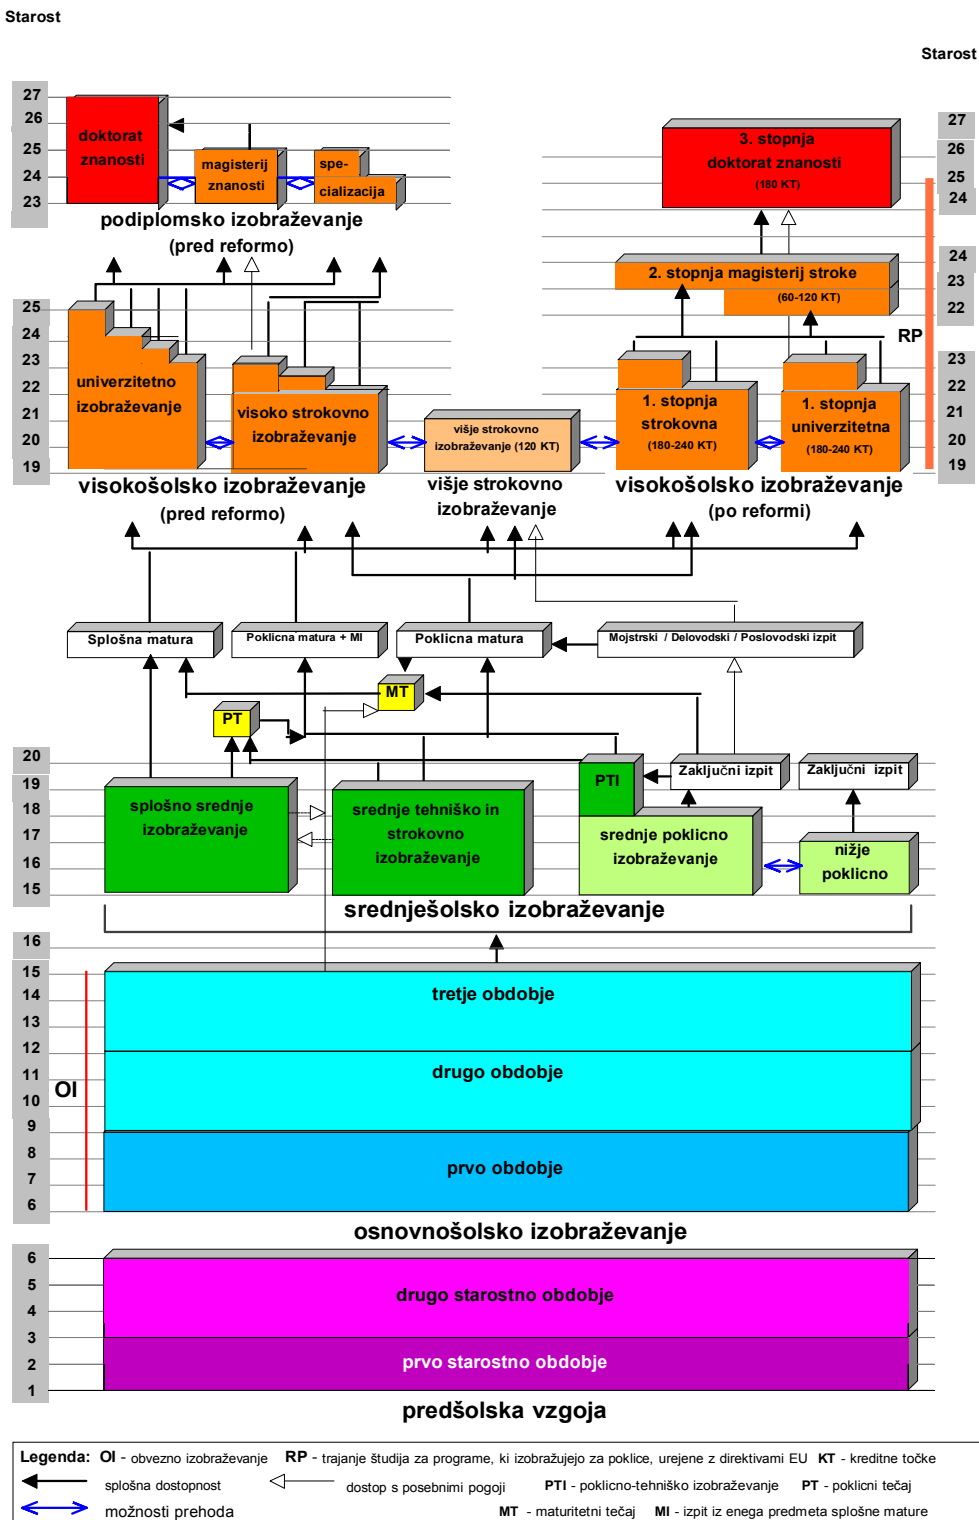 Starost
Starost
27
26
25
24
23
doktorat
znanosti
magisterij
znanosti
spe-
cializacija
podiplomsko izobraževanje
(pred reformo)
27
26
25
24
3. stopnja
doktorat znanosti
(180 KT)
24
23
22
2. stopnja magisterij stroke
(60-120 KT)
RP
25
24
23
22
21
20
19
univerzitetno
izobraževanje
visoko strokovno
izobraževanje
višje strokovno
izobraževanje (120 KT)
1. stopnja
strokovna
(180-240 KT)
1. stopnja
univerzitetna
(180-240 KT)
23
22
21
20
19
visokošolsko izobraževanje
(pred reformo)
višje strokovno
izobraževanje
visokošolsko izobraževanje
(po reformi)
Splošna matura
Poklicna matura + MI
Poklicna matura
Mojstrski / Delovodski / Poslovodski izpit
MT
PT
20
19
18
17
16
15
PTI
Zaključni izpit
Zaključni izpit
splošno srednje
izobraževanje
srednje tehniško in
strokovno
izobraževanje
srednje poklicno
izobraževanje
nižje
poklicno
srednješolsko izobraževanje
16
15
14
13
12
11
10
9
8
7
6
OI
tretje obdobje
drugo obdobje
prvo obdobje
osnovnošolsko izobraževanje
6
5
4
3
2
1
drugo starostno obdobje
prvo starostno obdobje
predšolska vzgoja
Legenda: OI - obvezno izobraževanje RP - trajanje študija za programe, ki izobražujejo za poklice, urejene z direktivami EU KT - kreditne točke
splošna dostopnost dostop s posebnimi pogoji PTI - poklicno-tehniško izobraževanje PT - poklicni tečaj
možnosti prehoda MT - maturitetni tečaj MI - izpit iz enega predmeta splošne mature